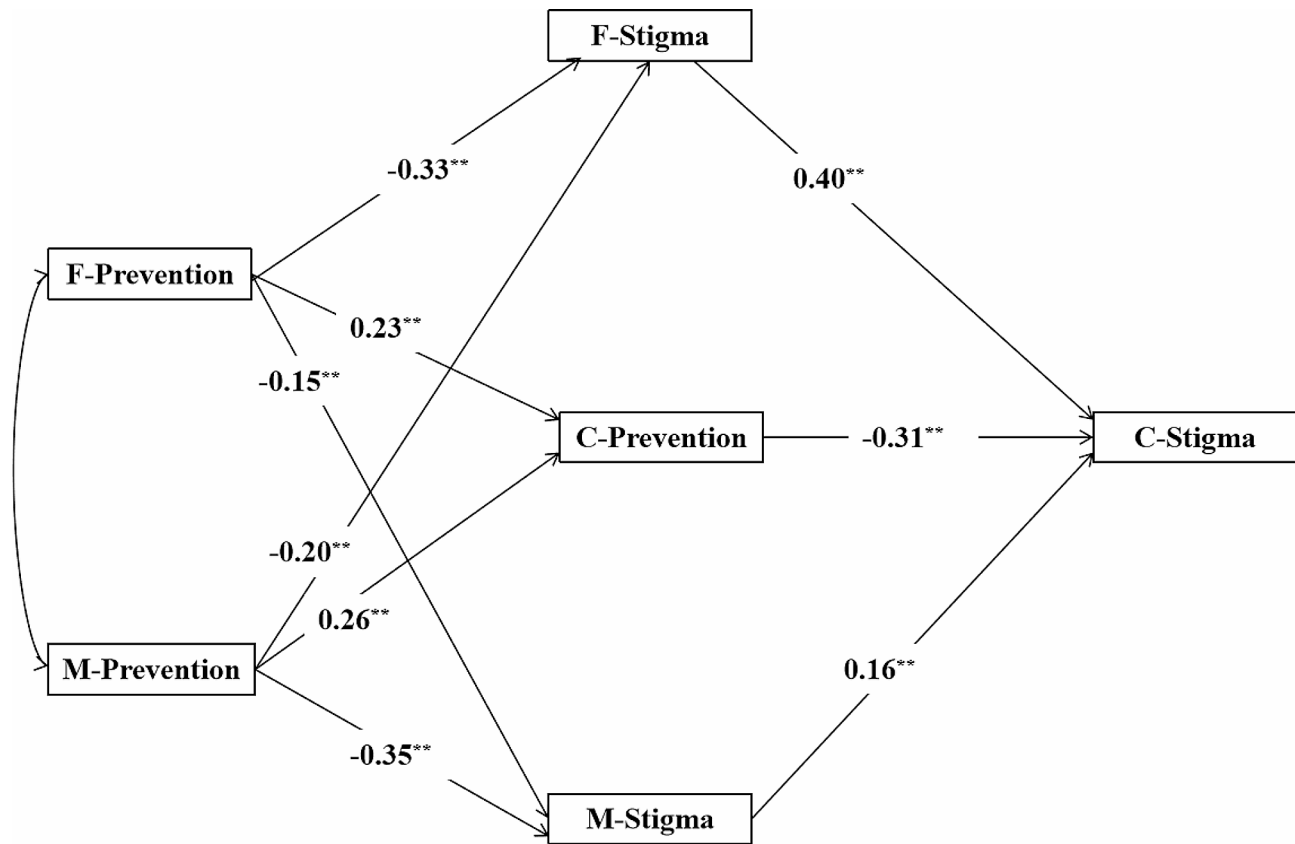 F-Stigma
-0.33**
0.40**
F-Prevention
0.23**
-0.15**
C-Prevention
-0.31**
C-Stigma
-0.20**
0.26**
M-Prevention
0.16**
-0.35**
M-Stigma